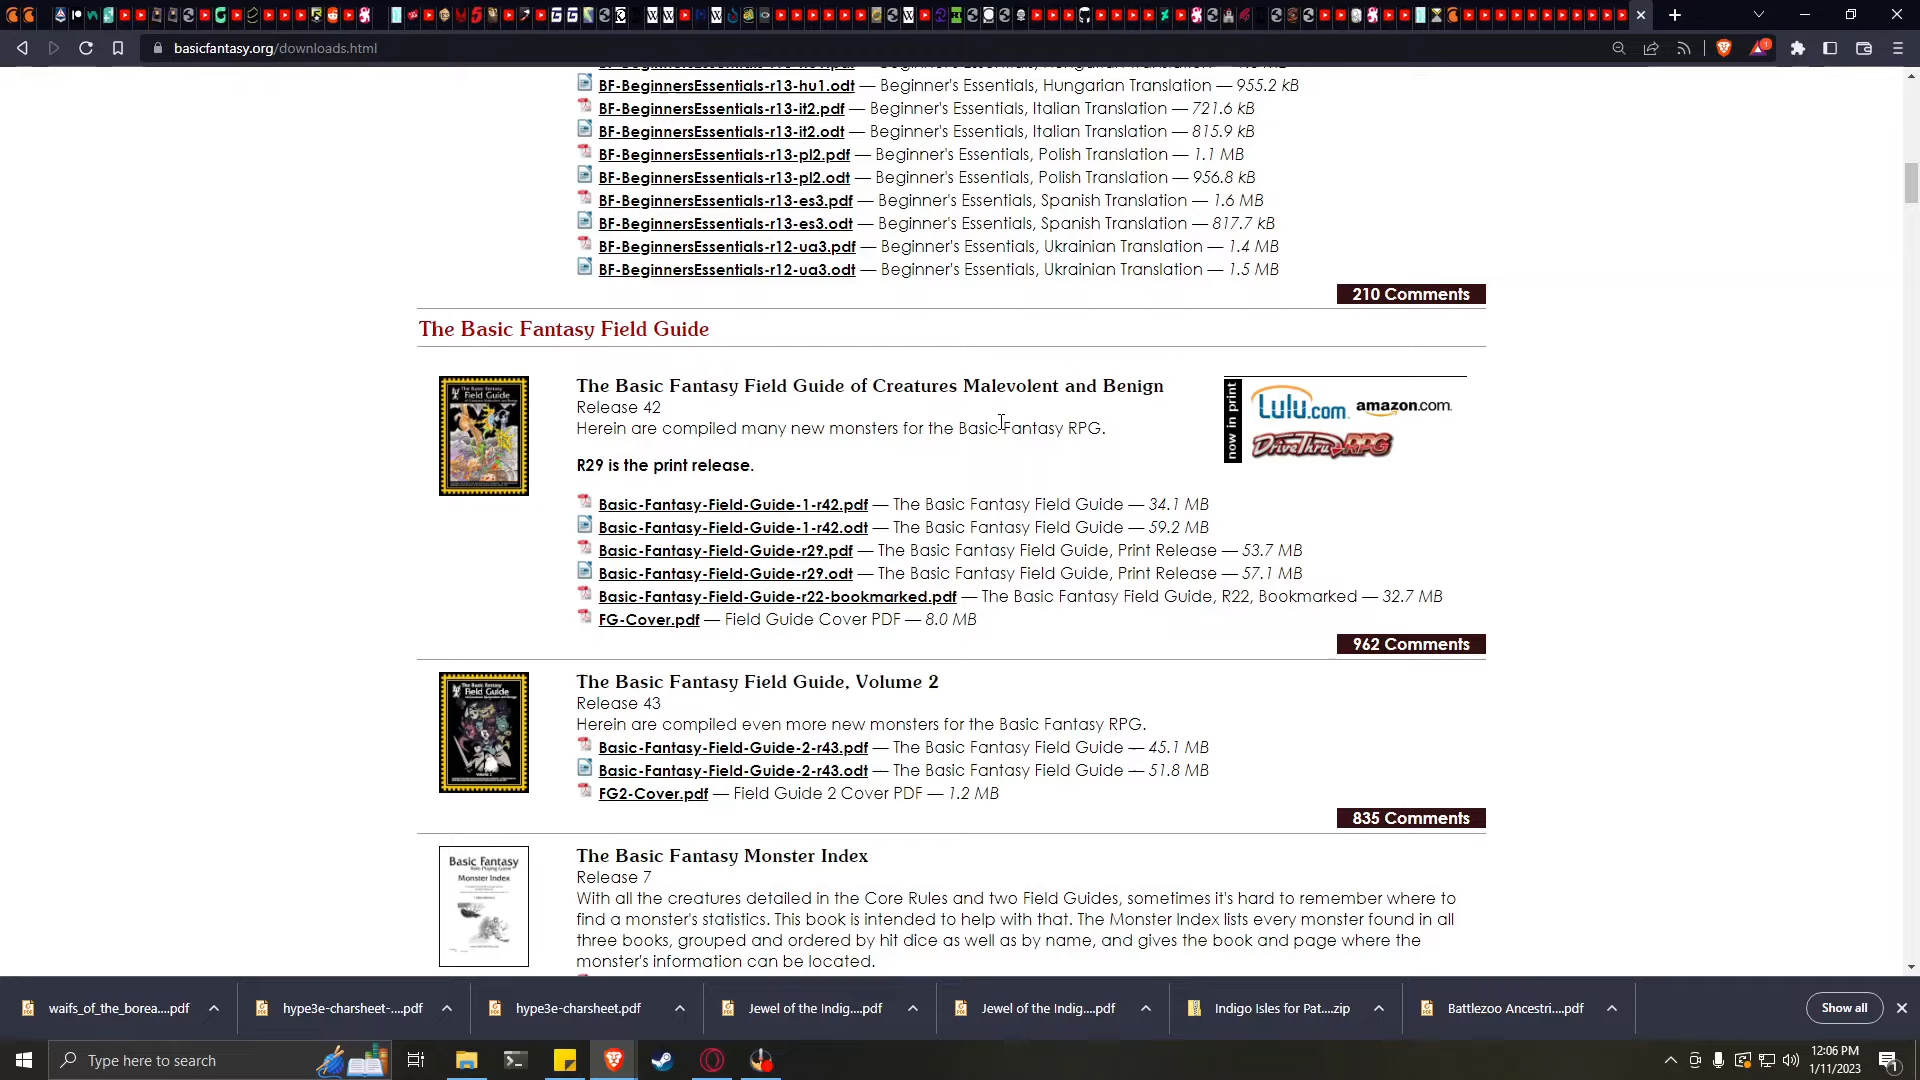 basicfantasy.org/downloads.html
BF-BeginnersEssentials-r13-hu1.odt — Beginner's Essentials, Hungarian Translation — 955.2 kB
BF-BeginnersEssentials-r13-it2.pdf — Beginner's Essentials, Italian Translation — 721.6 kB
BF-BeginnersEssentials-r13-it2.odt — Beginner's Essentials, Italian Translation — 815.9 kB
BF-BeginnersEssentials-r13-pl2.pdf — Beginner's Essentials, Polish Translation — 1.1 MB
BF-BeginnersEssentials-r13-pl2.odt — Beginner's Essentials, Polish Translation — 956.8 kB
BF-BeginnersEssentials-r13-es3.pdf — Beginner's Essentials, Spanish Translation — 1.6 MB
BF-BeginnersEssentials-r13-es3.odt — Beginner's Essentials, Spanish Translation — 817.7 kB
BF-BeginnersEssentials-r12-ua3.pdf — Beginner's Essentials, Ukrainian Translation — 1.4 MB
BF-BeginnersEssentials-r12-ua3.odt — Beginner's Essentials, Ukrainian Translation — 1.5 MB
210 Comments
The Basic Fantasy Field Guide
The Basic Fantasy Field Guide of Creatures Malevolent and Benign
Release 42
Herein are compiled many new monsters for the Basic Fantasy RPG.
now in print
Lulu.com
amazon.com
DriveThruRPG
R29 is the print release.
Basic-Fantasy-Field-Guide-1-r42.pdf — The Basic Fantasy Field Guide — 34.1 MB
Basic-Fantasy-Field-Guide-1-r42.odt — The Basic Fantasy Field Guide — 59.2 MB
Basic-Fantasy-Field-Guide-r29.pdf — The Basic Fantasy Field Guide, Print Release — 53.7 MB
Basic-Fantasy-Field-Guide-r29.odt — The Basic Fantasy Field Guide, Print Release — 57.1 MB
Basic-Fantasy-Field-Guide-r22-bookmarked.pdf — The Basic Fantasy Field Guide, R22, Bookmarked — 32.7 MB
FG-Cover.pdf — Field Guide Cover PDF — 8.0 MB
962 Comments
The Basic Fantasy Field Guide, Volume 2
Release 43
Herein are compiled even more new monsters for the Basic Fantasy RPG.
Basic-Fantasy-Field-Guide-2-r43.pdf — The Basic Fantasy Field Guide — 45.1 MB
Basic-Fantasy-Field-Guide-2-r43.odt — The Basic Fantasy Field Guide — 51.8 MB
FG2-Cover.pdf — Field Guide 2 Cover PDF — 1.2 MB
835 Comments
Basic Fantasy
Monster Index
The Basic Fantasy Monster Index
Release 7
With all the creatures detailed in the Core Rules and two Field Guides, sometimes it's hard to remember where to
find a monster's statistics. This book is intended to help with that. The Monster Index lists every monster found in all
three books, grouped and ordered by hit dice as well as by name, and gives the book and page where the
monster's information can be located.
waifs_of_the_borea....pdf
hype3e-charsheet-....pdf
hype3e-charsheet.pdf
Jewel of the Indig....pdf
Jewel of the Indig....pdf
Indigo Isles for Pat....zip
Battlezoo Ancestri....pdf
Show all
Type here to search
12:06 PM
1/11/2023